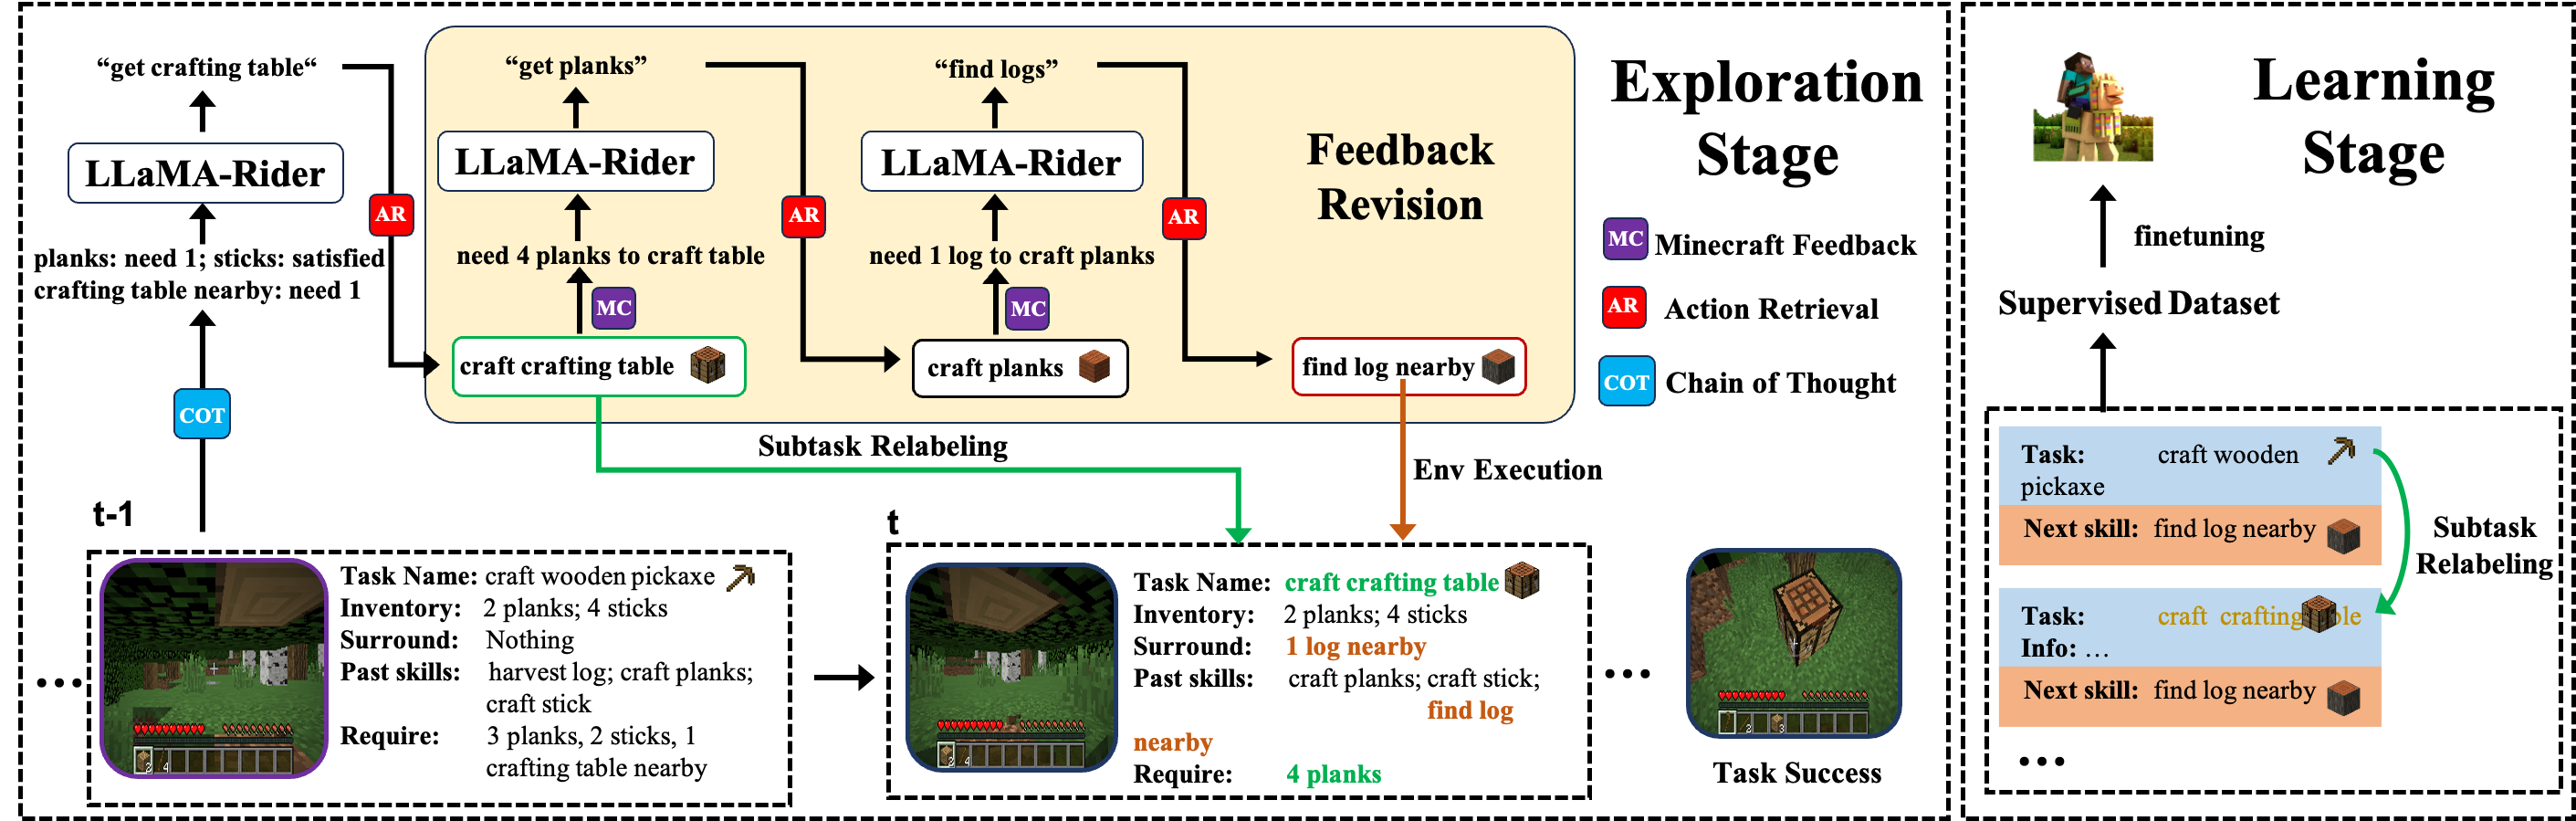 “get crafting table“
LLaMA-Rider
AR
planks: need 1; sticks: satisfied
crafting table nearby: need 1
COT
“get planks”
LLaMA-Rider
AR
need 4 planks to craft table
MC
craft crafting table
“find logs”
LLaMA-Rider
AR
need 1 log to craft planks
MC
craft planks
find log nearby
Feedback
Revision
Exploration
Stage
MC Minecraft Feedback
AR Action Retrieval
COT Chain of Thought
Subtask Relabeling
Env Execution
t-1
Task Name: craft wooden pickaxe
Inventory: 2 planks; 4 sticks
Surround: Nothing
Past skills: harvest log; craft planks;
craft stick
Require: 3 planks, 2 sticks, 1
crafting table nearby
2 4
...
t
Task Name: craft crafting table
Inventory: 2 planks; 4 sticks
Surround: 1 log nearby
Past skills: craft planks; craft stick;
find log
nearby
Require: 4 planks
2 4
...
2 3
Task Success
Learning
Stage
finetuning
Supervised Dataset
Task: craft wooden
pickaxe
Next skill: find log nearby
Subtask
Relabeling
Task: craft crafting le
Info: …
Next skill: find log nearby
...